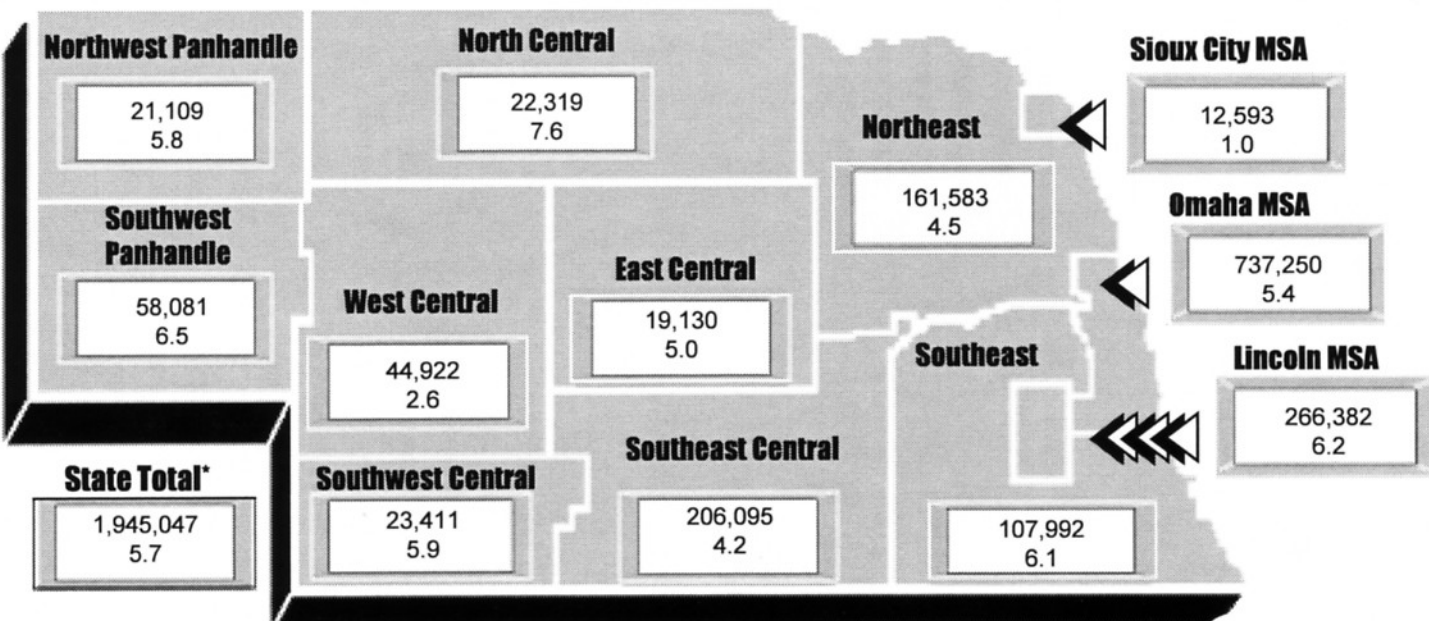 Northwest Panhandle
21,109
5.8
North Central
22,319
7.6
Sioux City MSA
12,593
1.0
Northeast
161,583
4.5
Omaha MSA
737,250
5.4
Southwest
Panhandle
58,081
6.5
West Central
44,922
2.6
East Central
19,130
5.0
Southeast
107,992
6.1
Lincoln MSA
266,382
6.2
State Total*
1,945,047
5.7
Southwest Central
23,411
5.9
Southeast Central
206,095
4.2